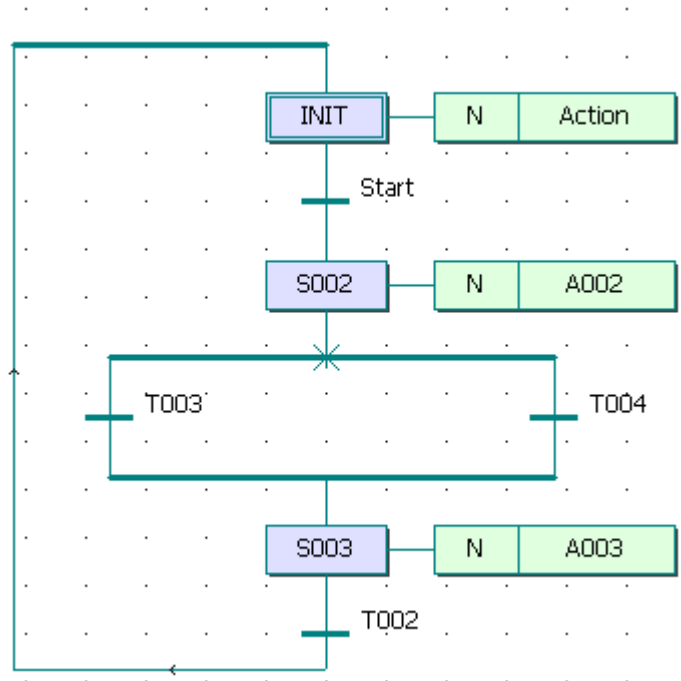 INIT N Action
Start
S002 N A002
T003 T004
S003 N A003
T002